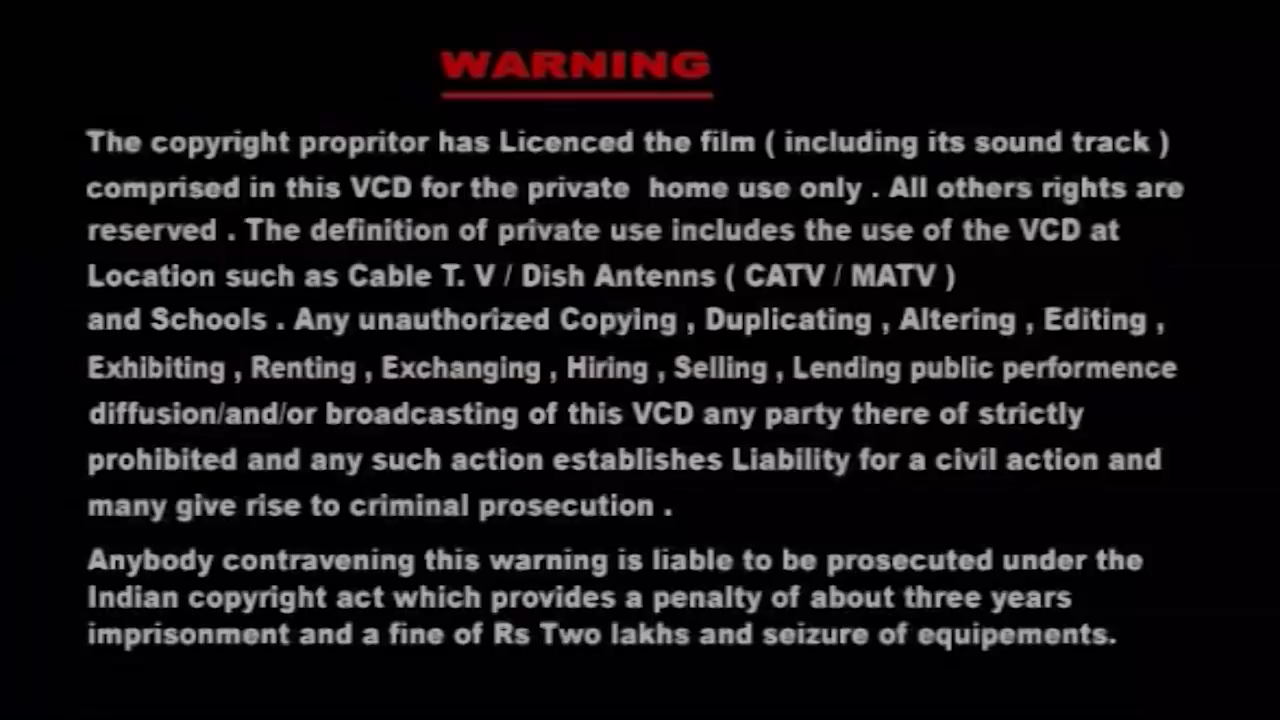 WARNING
The copyright propritor has Licenced the film ( including its sound track )
comprised in this VCD for the private home use only . All others rights are
reserved . The definition of private use includes the use of the VCD at
Location such as Cable T. V / Dish Antenns ( CATV / MATV )
and Schools . Any unauthorized Copying , Duplicating , Altering , Editing ,
Exhibiting , Renting , Exchanging , Hiring , Selling , Lending public performence
diffusion/and/or broadcasting of this VCD any party there of strictly
prohibited and any such action establishes Liability for a civil action and
many give rise to criminal prosecution .
Anybody contravening this warning is liable to be prosecuted under the
Indian copyright act which provides a penalty of about three years
imprisonment and a fine of Rs Two lakhs and seizure of equipements.